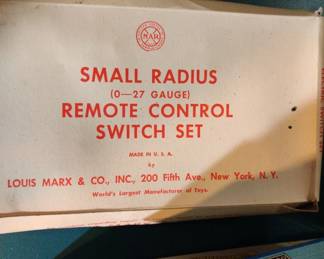 MAR
SMALL RADIUS
(0—27 GAUGE)
REMOTE CONTROL
SWITCH SET
MADE IN U. S. A.
by
LOUIS MARX & CO., INC., 200 Fifth Ave., New York, N. Y.
World's Largest Manufacturer of Toys.